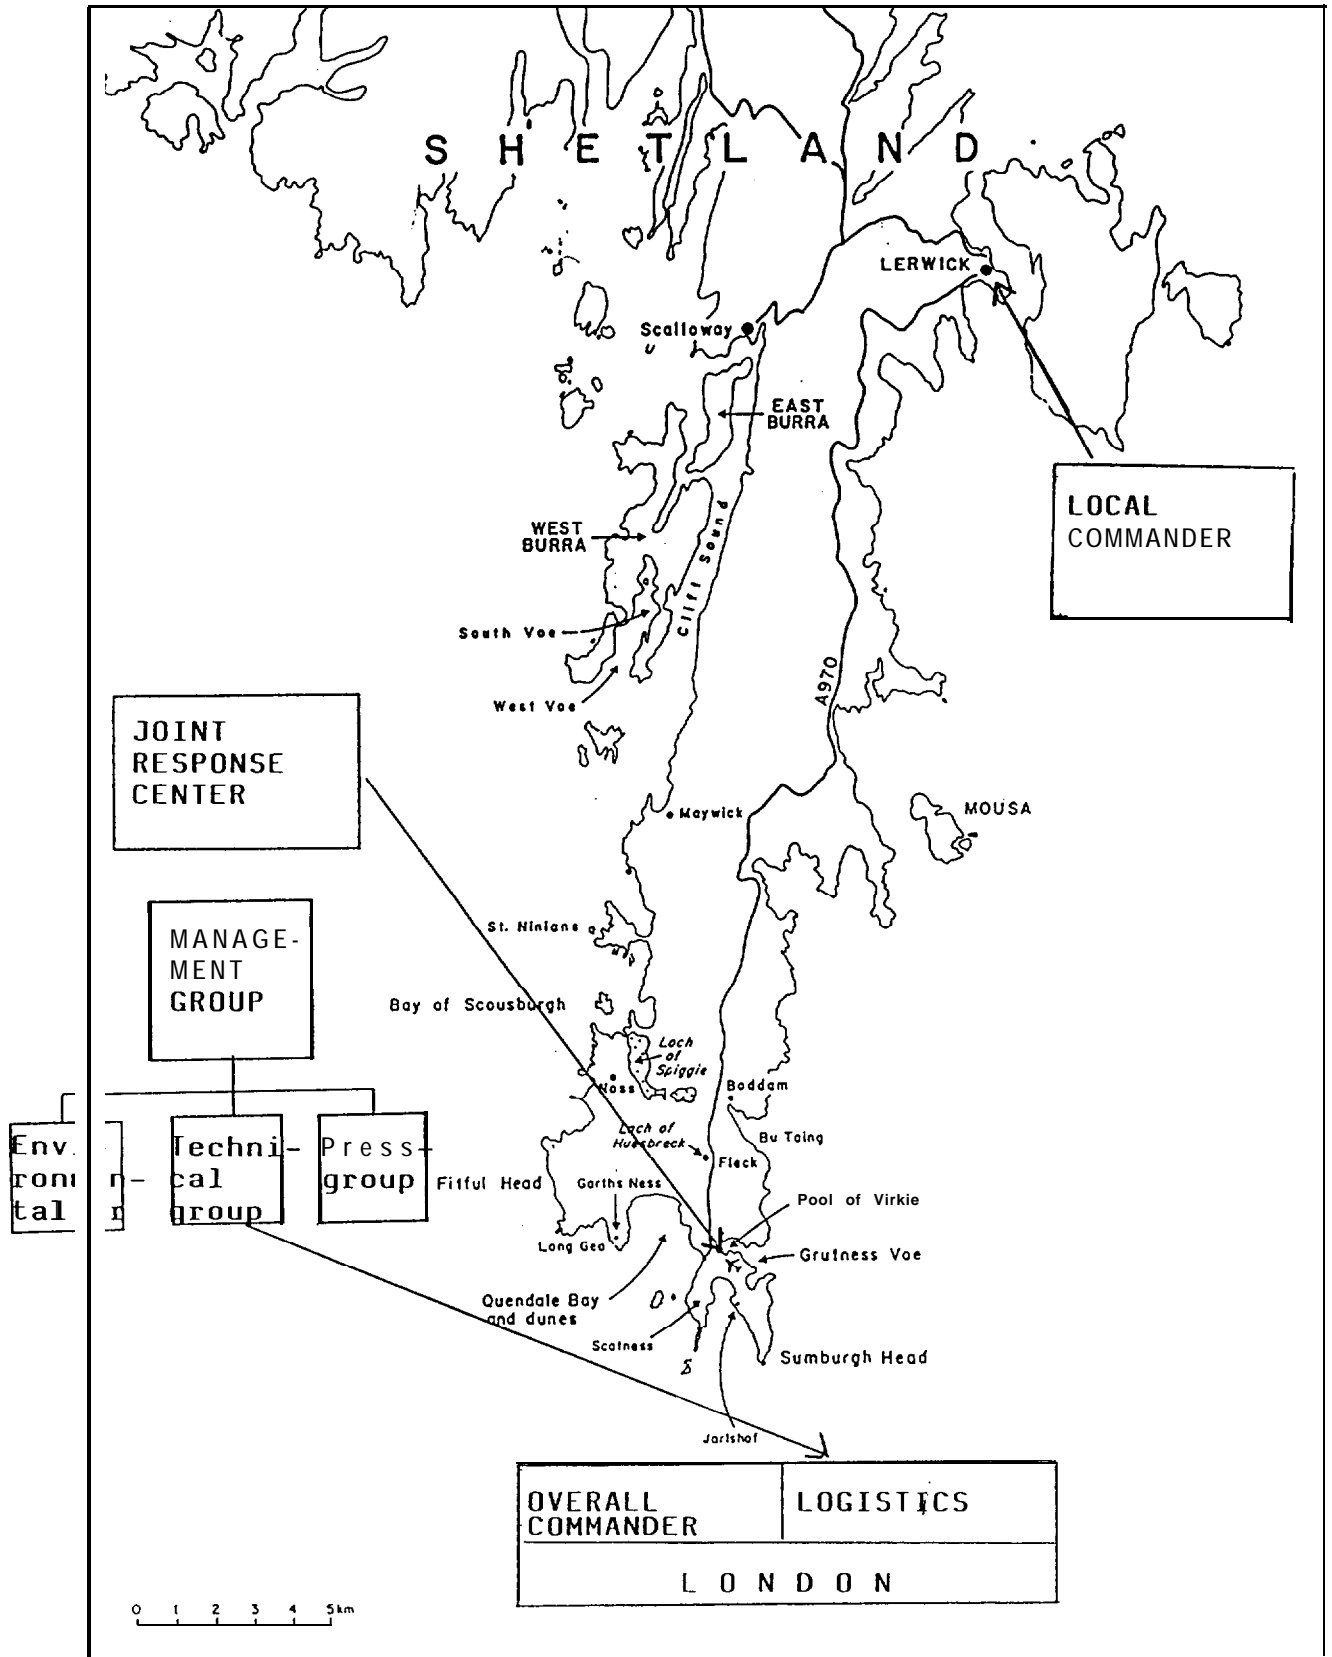 S H E T L A N D
LERWICK
Scalloway
EAST
BURRA
LOCAL
COMMANDER
WEST
BURRA
Clift Sound
South Voe
West Voe
A970
JOINT
RESPONSE
CENTER
Maywick
MOUSA
MANAGE-
MENT
GROUP
St. Ninians
Bay of Scousburgh
Loch
of
Spiggie
Noss
Boddam
Loch of
Huesbreck
Bu Taing
Fleck
Techni-
cal
group
Press-
group
Fitful Head
Garths Ness
Pool of Virkie
Long Geo
Grutness Voe
Quendale Bay
and dunes
Scatness
Sumburgh Head
Jarlshof
OVERALL
COMMANDER
LOGISTICS
L O N D O N
0 1 2 3 4 5km